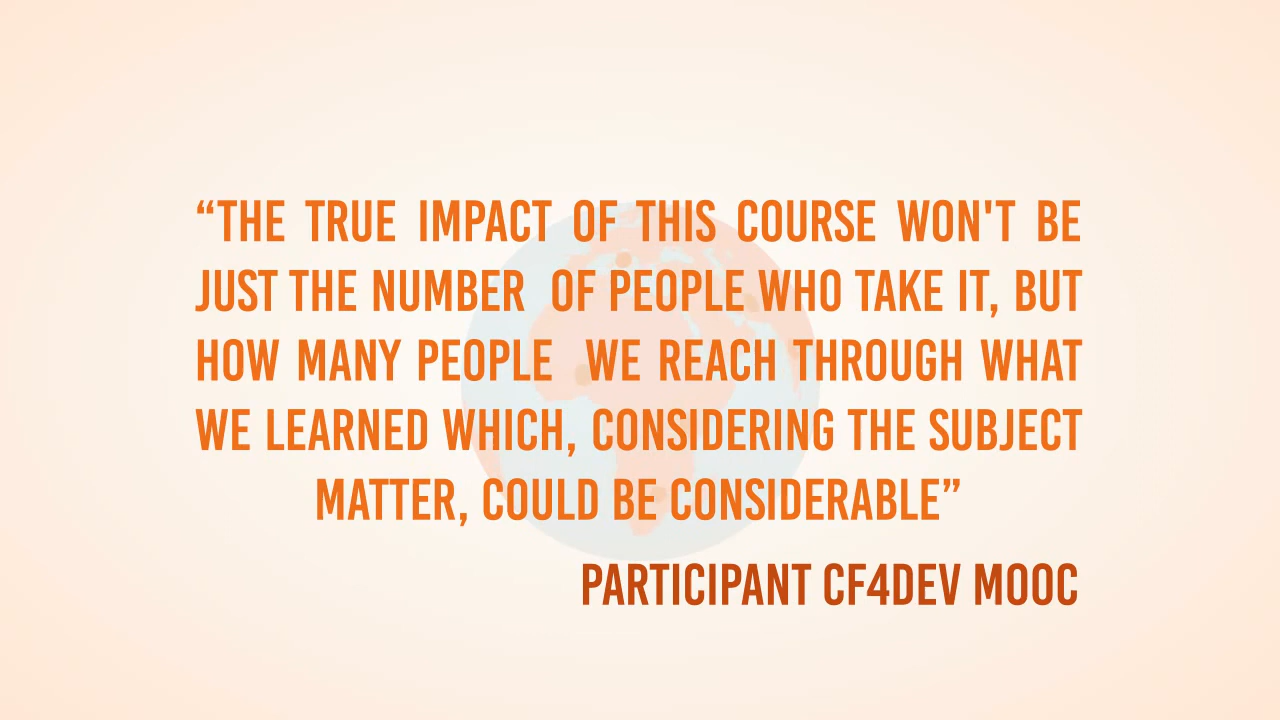 “THE TRUE IMPACT OF THIS COURSE WON'T BE
JUST THE NUMBER OF PEOPLE WHO TAKE IT, BUT
HOW MANY PEOPLE WE REACH THROUGH WHAT
WE LEARNED WHICH, CONSIDERING THE SUBJECT
MATTER, COULD BE CONSIDERABLE”
PARTICIPANT CF4DEV MOOC